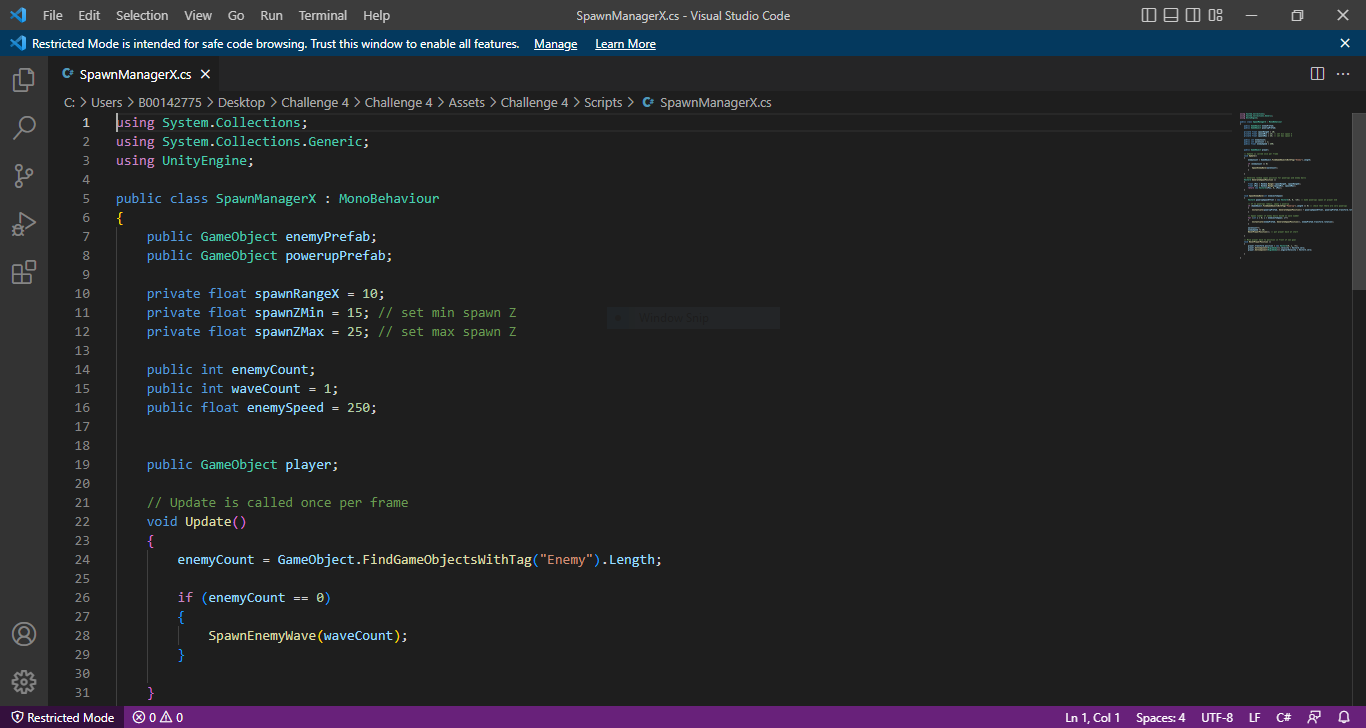 File Edit Selection View Go Run Terminal Help SpawnManagerX.cs - Visual Studio Code
Restricted Mode is intended for safe code browsing. Trust this window to enable all features. Manage Learn More
C# SpawnManagerX.cs
C: > Users > B00142775 > Desktop > Challenge 4 > Challenge 4 > Assets > Challenge 4 > Scripts > C# SpawnManagerX.cs
1 using System.Collections;
2 using System.Collections.Generic;
3 using UnityEngine;
4
5 public class SpawnManagerX : MonoBehaviour
6 {
7 public GameObject enemyPrefab;
8 public GameObject powerupPrefab;
9
10 private float spawnRangeX = 10;
11 private float spawnZMin = 15; // set min spawn Z
12 private float spawnZMax = 25; // set max spawn Z
13
14 public int enemyCount;
15 public int waveCount = 1;
16 public float enemySpeed = 250;
17
18
19 public GameObject player;
20
21 // Update is called once per frame
22 void Update()
23 {
24 enemyCount = GameObject.FindGameObjectsWithTag("Enemy").Length;
25
26 if (enemyCount == 0)
27 {
28 SpawnEnemyWave(waveCount);
29 }
30
31 }
Restricted Mode 0 0 Ln 1, Col 1 Spaces: 4 UTF-8 LF C#